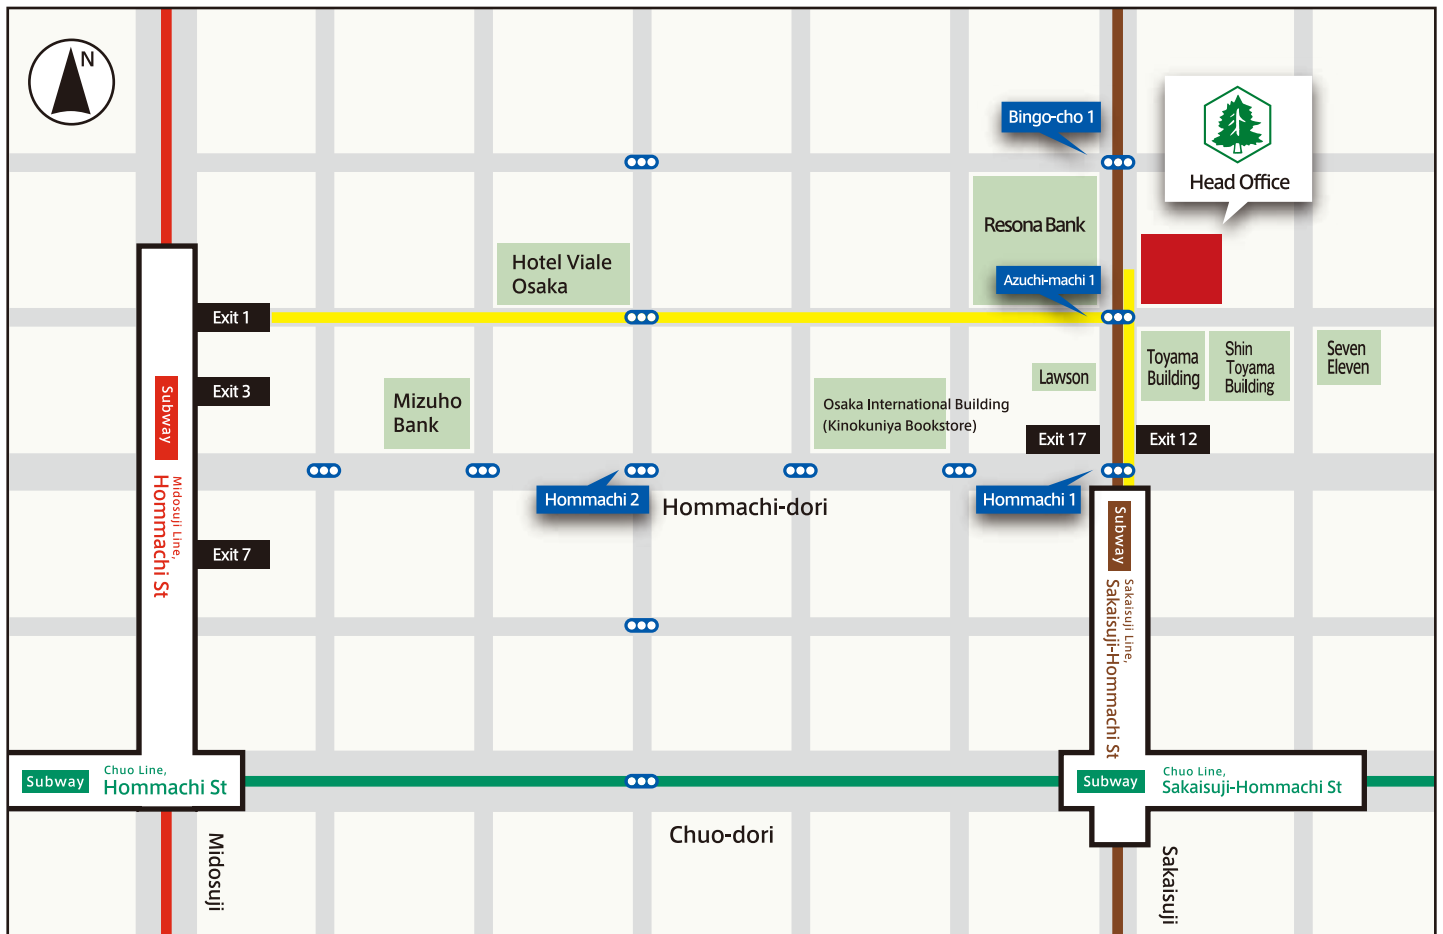 N
Bingo-cho 1
Head Office
Resona Bank
Hotel Viale
Osaka
Azuchi-machi 1
Exit 1
Toyama
Building
Shin
Toyama
Building
Seven
Eleven
Exit 3
Subway
Lawson
Mizuho
Bank
Osaka International Building
(Kinokuniya Bookstore)
Exit 17
Exit 12
Midosuji Line,
Hommachi St
Hommachi 2
Hommachi-dori
Hommachi 1
Exit 7
Subway
Sakaisuji Line,
Sakaisuji-Hommachi St
Subway
Chuo Line,
Hommachi St
Subway
Chuo Line,
Sakaisuji-Hommachi St
Chuo-dori
Midosuji
Sakaisuji